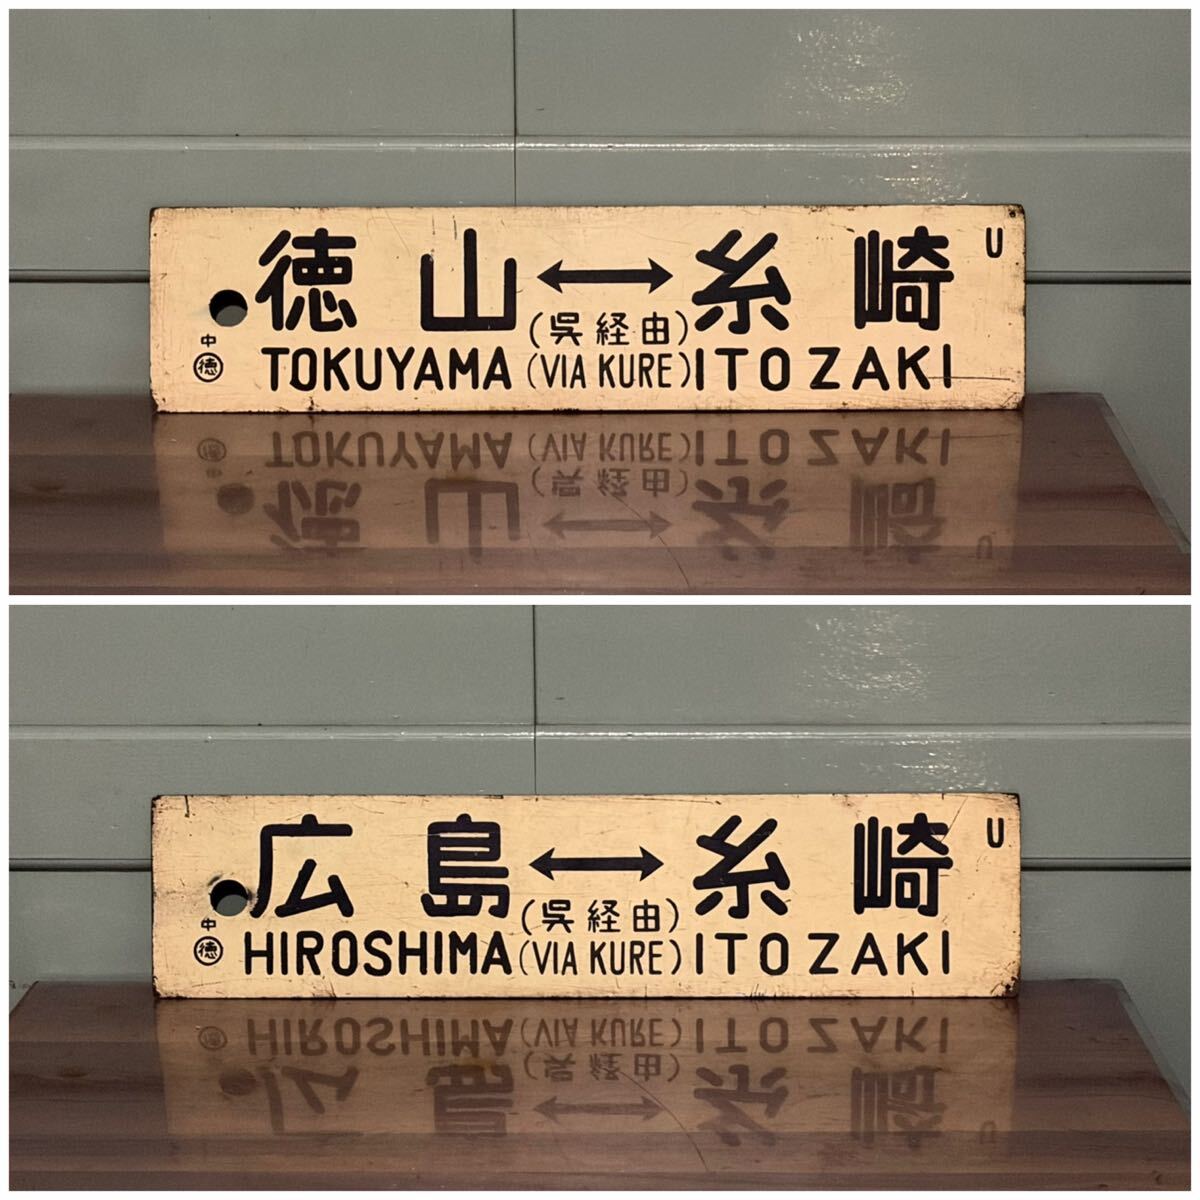 徳山⟷糸崎 U
(呉経由)
中
徳
TOKUYAMA (VIA KURE) ITOZAKI
広島⟷糸崎 U
(呉経由)
中
徳
HIROSHIMA (VIA KURE) ITOZAKI